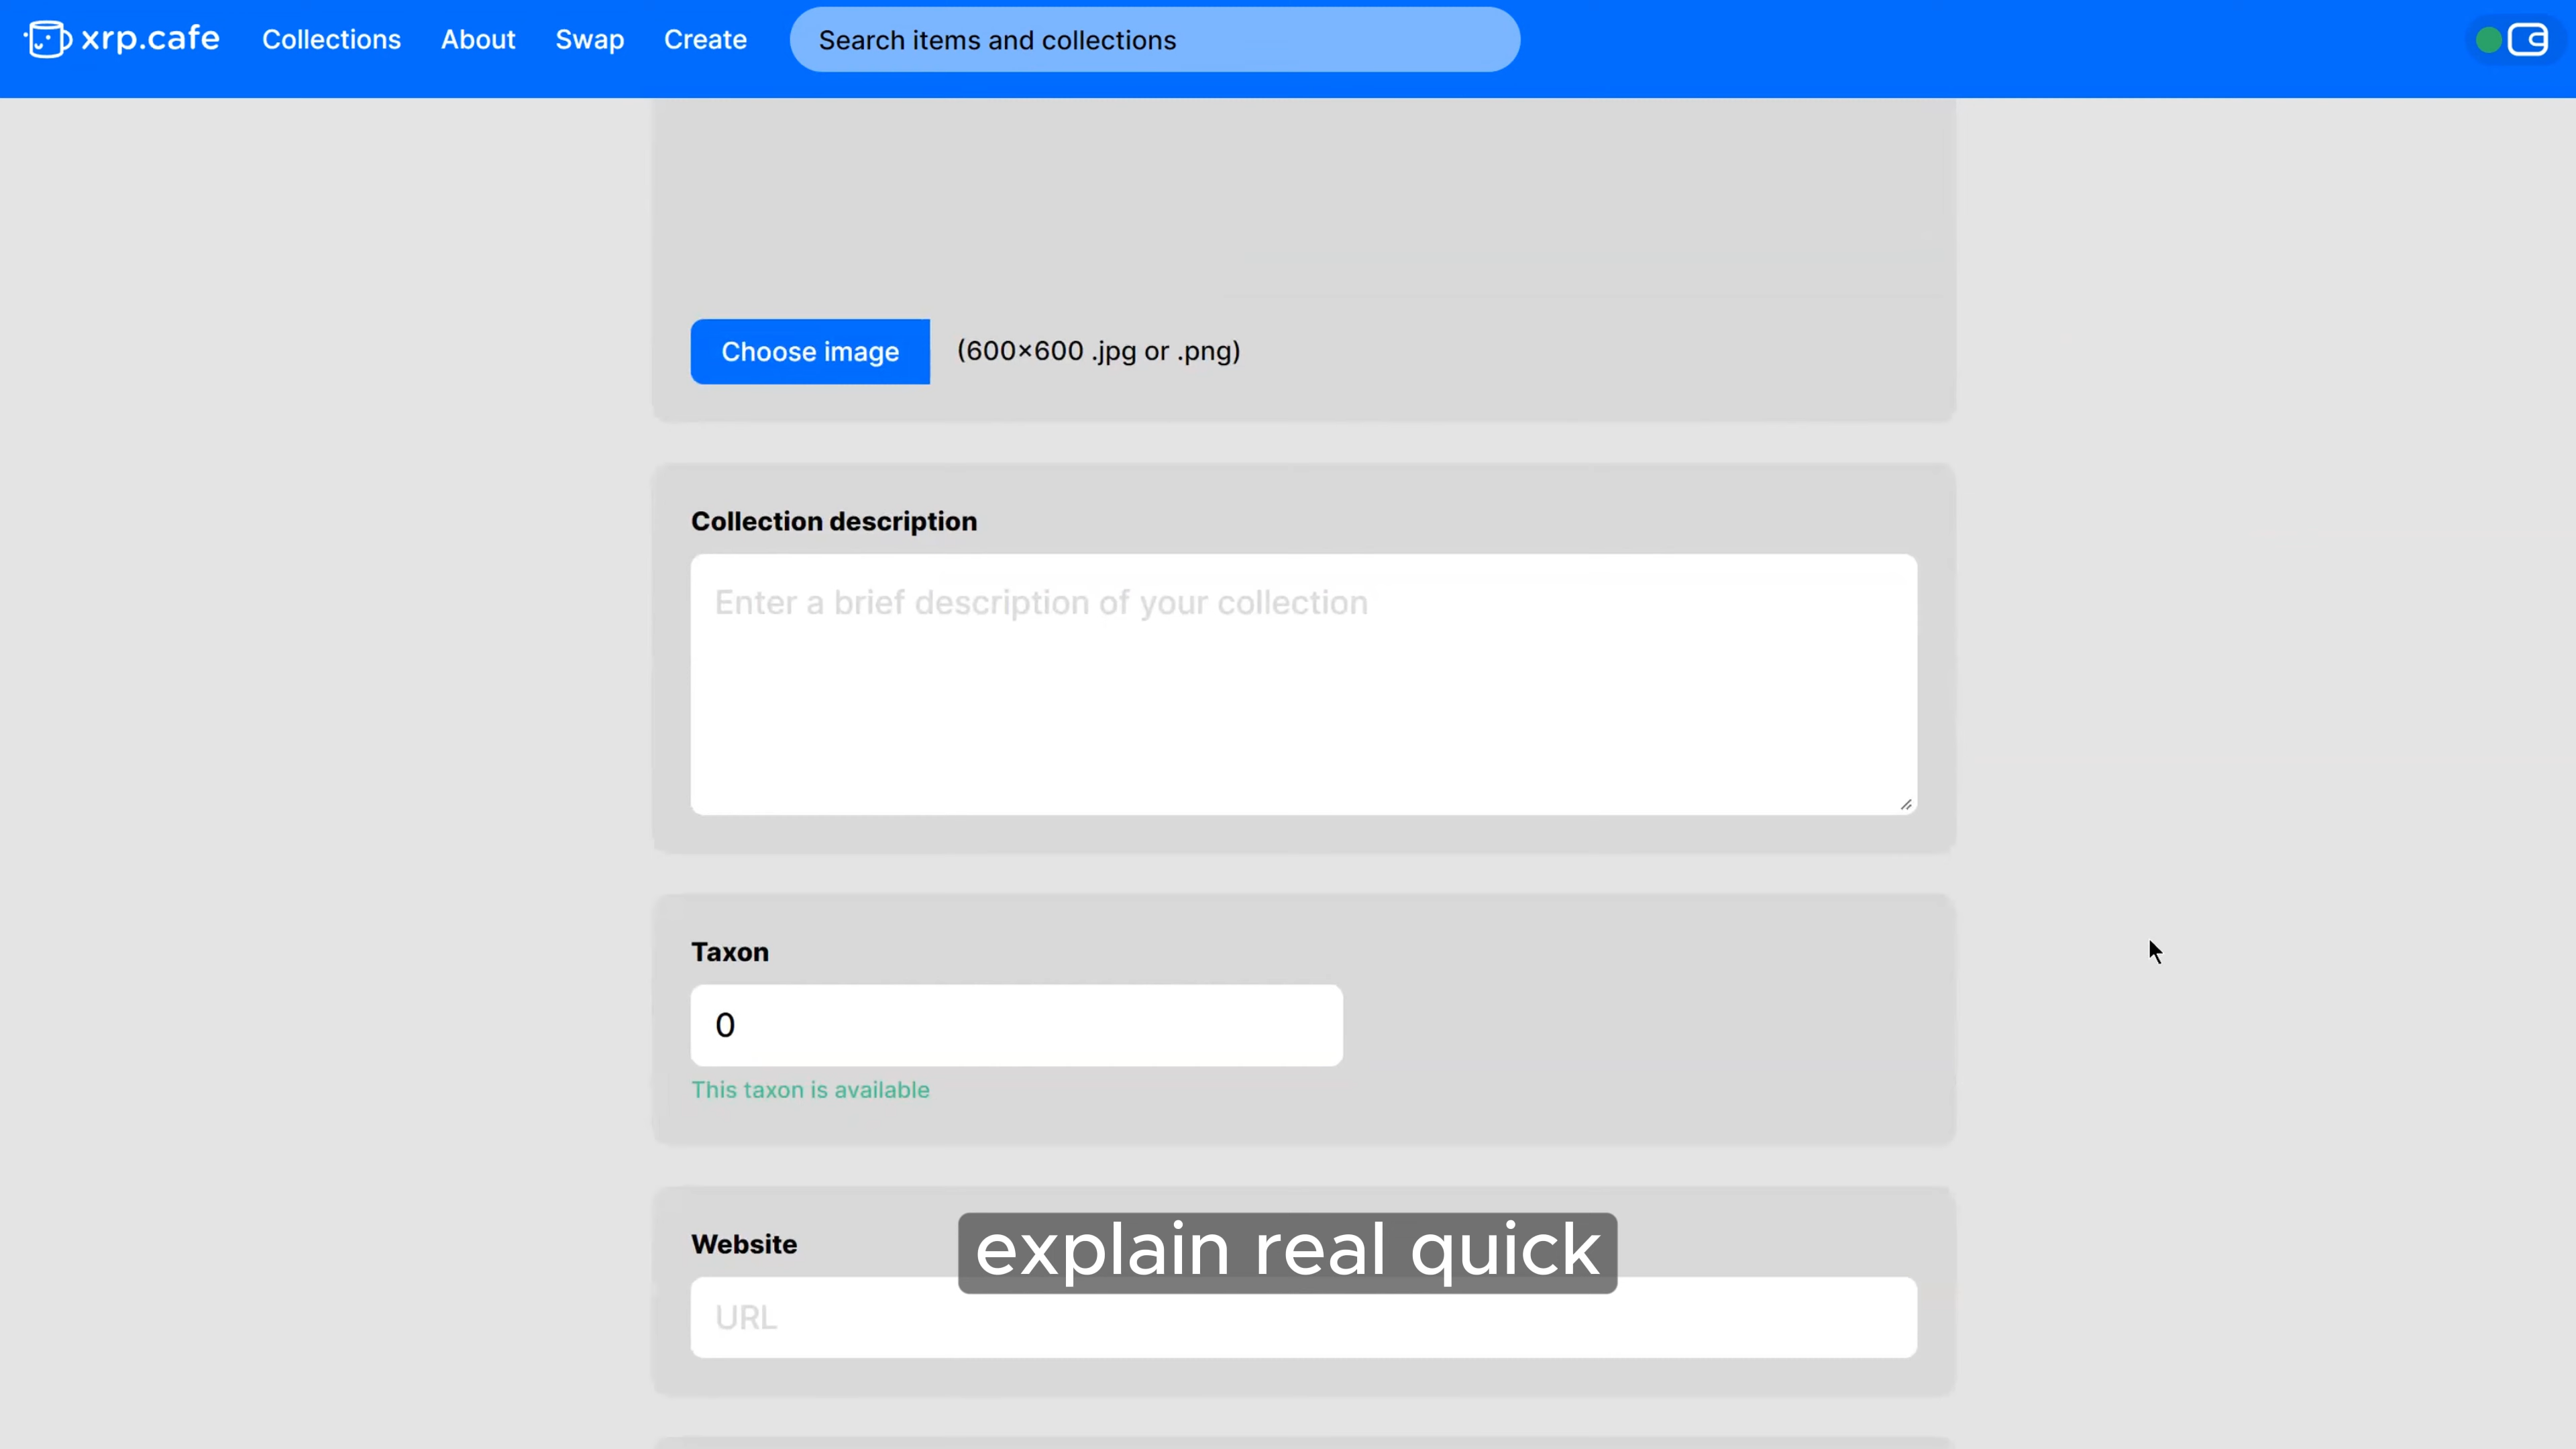 xrp.cafe Collections About Swap Create Search items and collections
Choose image (600×600 .jpg or .png)
Collection description
Enter a brief description of your collection
Taxon
0
This taxon is available
Website
explain real quick
URL